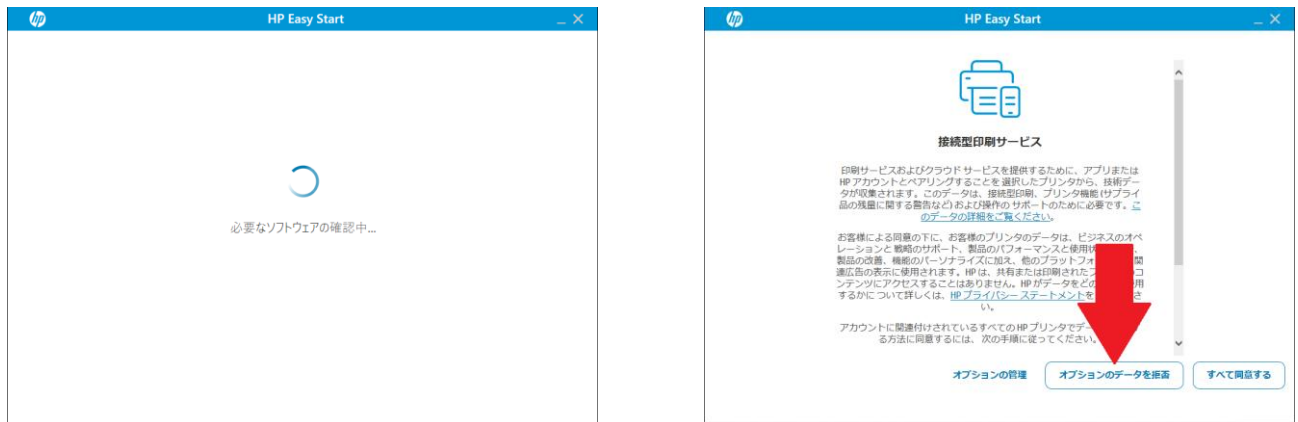 hp
HP Easy Start
必要なソフトウェアの確認中...
hp
HP Easy Start
接続型印刷サービス
印刷サービスおよびクラウド サービスを提供するために、アプリまたは
HP アカウントとペアリングすることを選択したプリンタから、技術デー
タが収集されます。このデータは、接続型印刷、プリンタ機能 (サプライ
品の残量に関する警告など) および操作の サポートのために必要です。こ
のデータの詳細をご覧ください。
お客様による同意の下に、お客様のプリンタのデータは、ビジネスのオペ
レーションと 戦略のサポート、製品のパフォーマンスと使用状
製品の改善、機能のパーソナライズに加え、他のプラットフォ 関
連広告の表示に使用されます。HP は、共有または印刷された コ
ンテンツにアクセスすることはありません。HP がデータをど 用
するかに ついて詳しくは、HP プライバシー ステートメントを さ
い。
アカウントに関連付けされているすべての HP プリンタでデー
る方法に同意するには、次の手順に従ってください。
オプションの管理
オプションのデータを拒否
すべて同意する